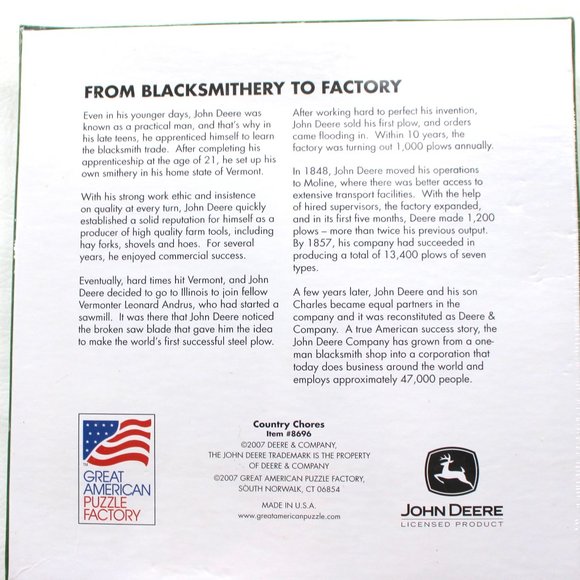 FROM BLACKSMITHERY TO FACTORY
Even in his younger days, John Deere was
known as a practical man, and that's why in
his late teens, he apprenticed himself to learn
the blacksmith trade. After completing his
apprenticeship at the age of 21, he set up his
own smithery in his home state of Vermont.
With his strong work ethic and insistence
on quality at every turn, John Deere quickly
established a solid reputation for himself as a
producer of high quality farm tools, including
hay forks, shovels and hoes. For several
years, he enjoyed commercial success.
Eventually, hard times hit Vermont, and John
Deere decided to go to Illinois to join fellow
Vermonter Leonard Andrus, who had started a
sawmill. It was there that John Deere noticed
the broken saw blade that gave him the idea
to make the world's first successful steel plow.
After working hard to perfect his invention,
John Deere sold his first plow, and orders
came flooding in. Within 10 years, the
factory was turning out 1,000 plows annually.
In 1848, John Deere moved his operations
to Moline, where there was better access to
extensive transport facilities. With the help
of hired supervisors, the factory expanded,
and in its first five months, Deere made 1,200
plows – more than twice his previous output.
By 1857, his company had succeeded in
producing a total of 13,400 plows of seven
types.
A few years later, John Deere and his son
Charles became equal partners in the
company and it was reconstituted as Deere &
Company. A true American success story, the
John Deere Company has grown from a one-
man blacksmith shop into a corporation that
today does business around the world and
employs approximately 47,000 people.
GREAT
AMERICAN
PUZZLE
FACTORY
Country Chores
Item #8696
©2007 DEERE & COMPANY,
THE JOHN DEERE TRADEMARK IS THE PROPERTY
OF DEERE & COMPANY
©2007 GREAT AMERICAN PUZZLE FACTORY,
SOUTH NORWALK, CT 06854
MADE IN U.S.A.
www.greatamericanpuzzle.com
JOHN DEERE
LICENSED PRODUCT